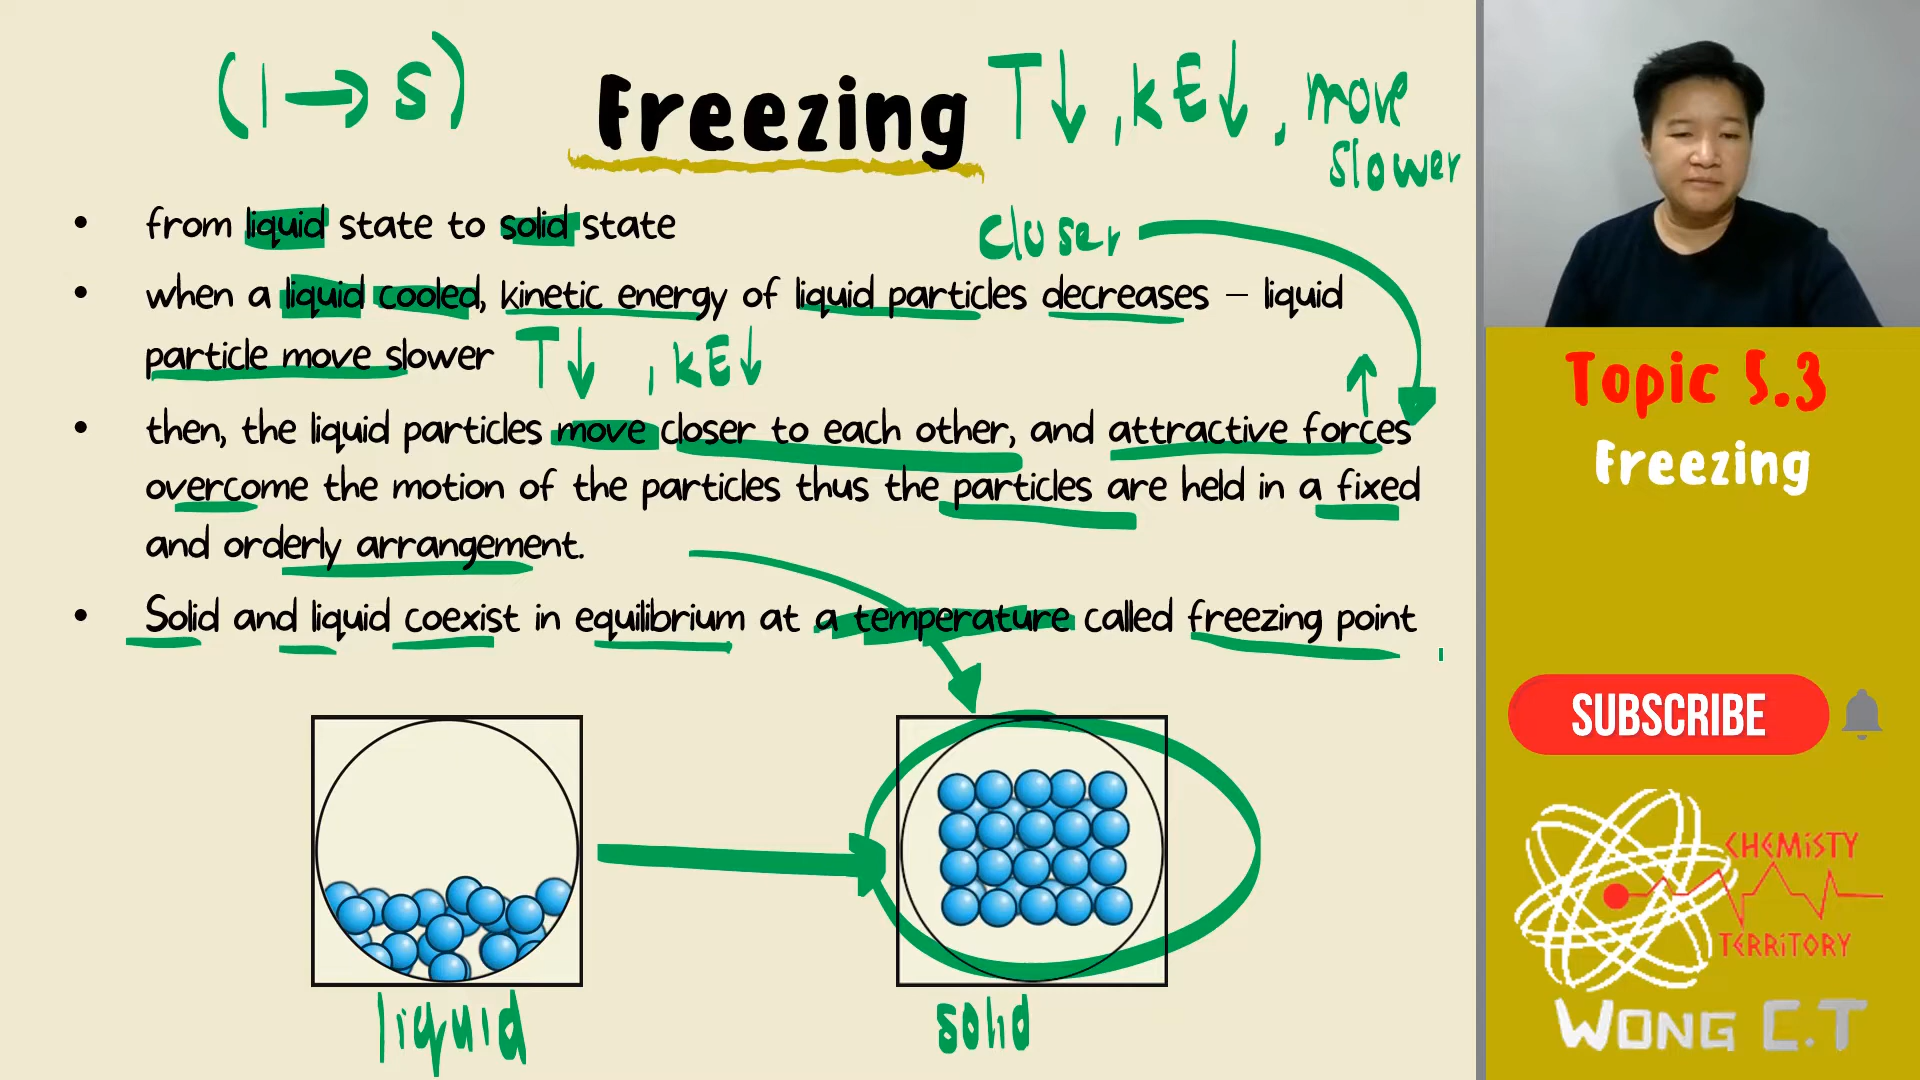 (l → s)
Freezing
T↓, KE↓, move
slower
• from liquid state to solid state
closer
• when a liquid cooled, kinetic energy of liquid particles decreases – liquid
particle move slower
T↓, KE↓
↑
• then, the liquid particles move closer to each other, and attractive forces
overcome the motion of the particles thus the particles are held in a fixed
and orderly arrangement.
• Solid and liquid coexist in equilibrium at a temperature called freezing point
liquid
solid
Topic 5.3
Freezing
SUBSCRIBE
CHEMISTY
TERRITORY
WONG C.T